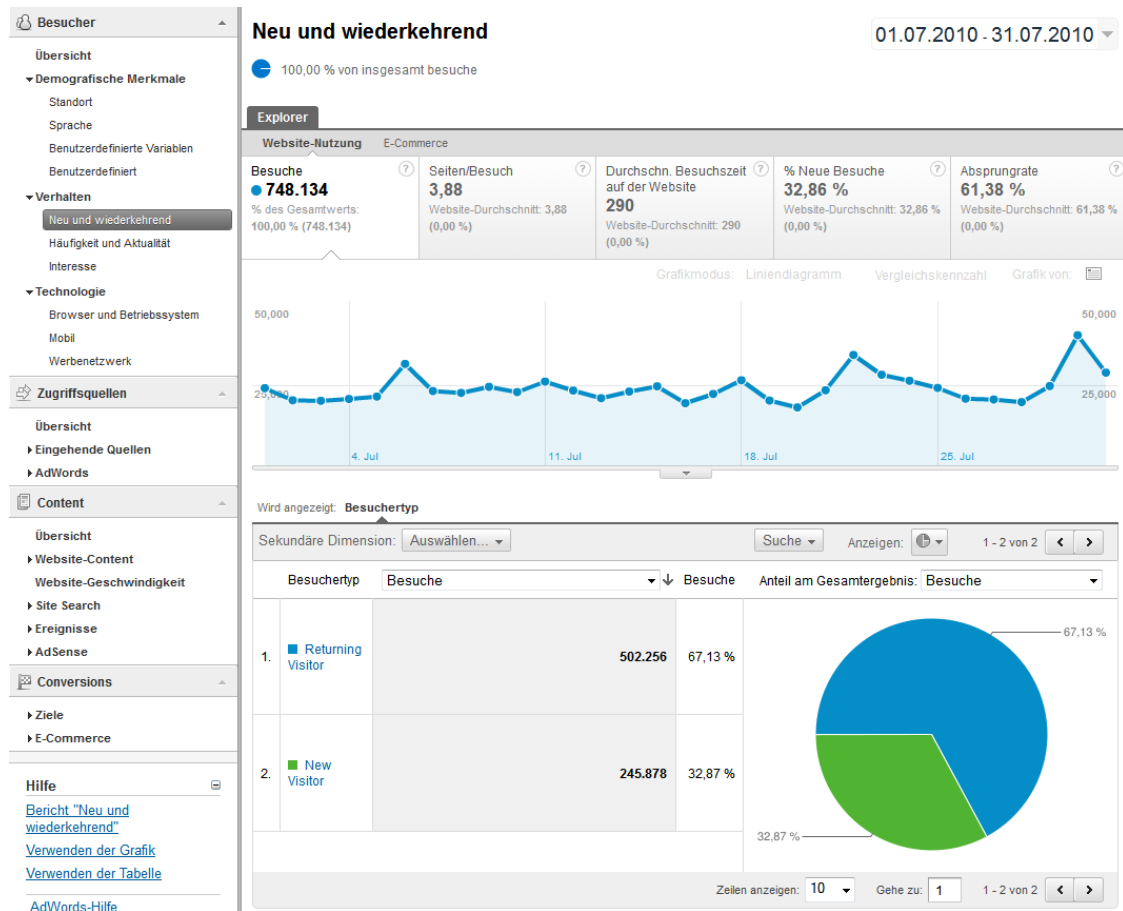 Besucher
Übersicht
Demografische Merkmale
Standort
Sprache
Benutzerdefinierte Variablen
Benutzerdefiniert
Verhalten
Neu und wiederkehrend
Häufigkeit und Aktualität
Interesse
Technologie
Browser und Betriebssystem
Mobil
Werbenetzwerk
Zugriffsquellen
Übersicht
Eingehende Quellen
AdWords
Content
Übersicht
Website-Content
Website-Geschwindigkeit
Site Search
Ereignisse
AdSense
Conversions
Ziele
E-Commerce
Hilfe
Bericht "Neu und
wiederkehrend"
Verwenden der Grafik
Verwenden der Tabelle
AdWords-Hilfe
Neu und wiederkehrend
01.07.2010 - 31.07.2010
100,00 % von insgesamt besuche
Explorer
Website-Nutzung E-Commerce
Besuche ?
748.134
% des Gesamtwerts:
100,00 % (748.134)
Seiten/Besuch ?
3,88
Website-Durchschnitt: 3,88
(0,00 %)
Durchschn. Besuchszeit ?
auf der Website
290
Website-Durchschnitt: 290
(0,00 %)
% Neue Besuche ?
32,86 %
Website-Durchschnitt: 32,86 %
(0,00 %)
Absprungrate ?
61,38 %
Website-Durchschnitt: 61,38 %
(0,00 %)
Grafikmodus: Liniendiagramm Vergleichskennzahl Grafik von:
50,000 50,000
25,000 25,000
4. Jul 11. Jul 18. Jul 25. Jul
Wird angezeigt: Besuchertyp
Sekundäre Dimension: Auswählen... Suche Anzeigen: 1 - 2 von 2
Besuchertyp Besuche Besuche Anteil am Gesamtergebnis: Besuche
1. Returning
Visitor
502.256 67,13 %
2. New
Visitor
245.878 32,87 %
67,13 %
32,87 %
Zeilen anzeigen: 10 Gehe zu: 1 1 - 2 von 2